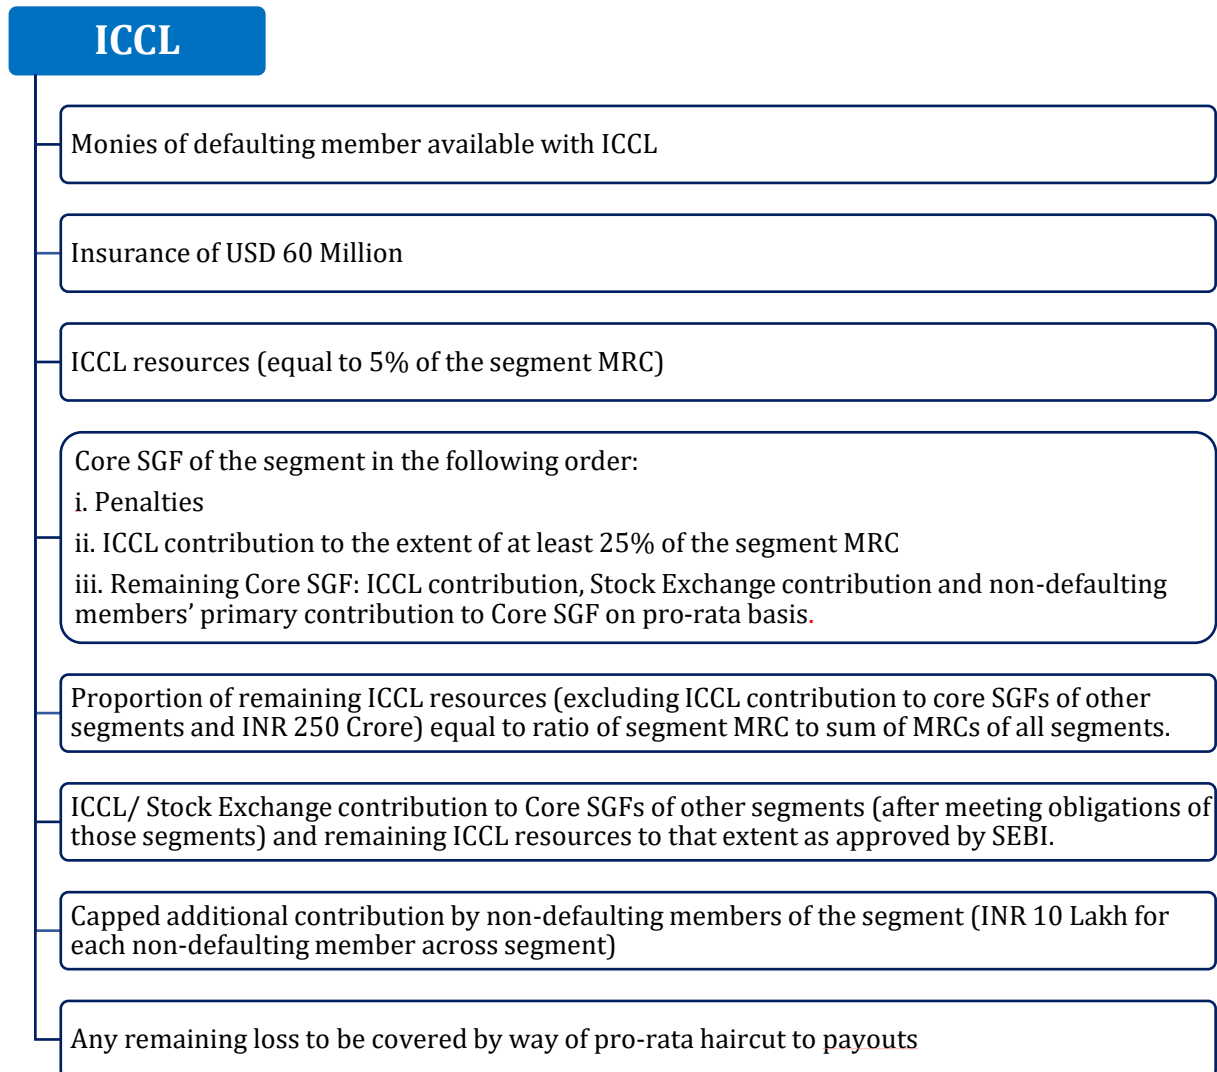 ICCL
Monies of defaulting member available with ICCL
Insurance of USD 60 Million
ICCL resources (equal to 5% of the segment MRC)
Core SGF of the segment in the following order:
i. Penalties
ii. ICCL contribution to the extent of at least 25% of the segment MRC
iii. Remaining Core SGF: ICCL contribution, Stock Exchange contribution and non-defaulting
members’ primary contribution to Core SGF on pro-rata basis.
Proportion of remaining ICCL resources (excluding ICCL contribution to core SGFs of other
segments and INR 250 Crore) equal to ratio of segment MRC to sum of MRCs of all segments.
ICCL/ Stock Exchange contribution to Core SGFs of other segments (after meeting obligations of
those segments) and remaining ICCL resources to that extent as approved by SEBI.
Capped additional contribution by non-defaulting members of the segment (INR 10 Lakh for
each non-defaulting member across segment)
Any remaining loss to be covered by way of pro-rata haircut to payouts